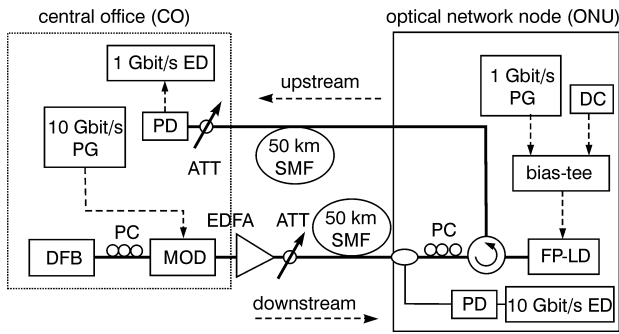 central office (CO)
optical network node (ONU)
1 Gbit/s ED
upstream
1 Gbit/s
PG
DC
10 Gbit/s
PG
PD
ATT
50 km
SMF
bias-tee
EDFA
ATT
50 km
SMF
PC
PC
DFB
MOD
FP-LD
downstream
PD
10 Gbit/s ED